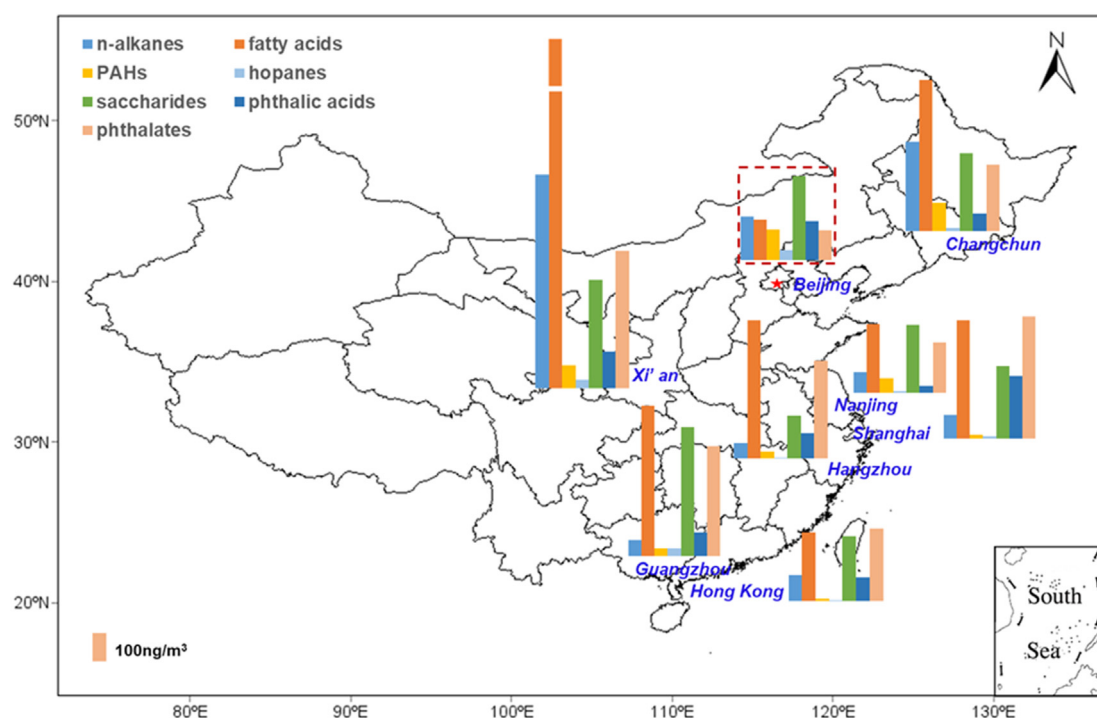 n-alkanes fatty acids
PAHs hopanes
saccharides phthalic acids
phthalates
N
50ºN
40ºN
30ºN
20ºN
Changchun
Beijing
Xi' an
Nanjing
Shanghai
Hangzhou
Guangzhou
Hong Kong
100ng/m³
South
Sea
i
80ºE 90ºE 100ºE 110ºE 120ºE 130ºE